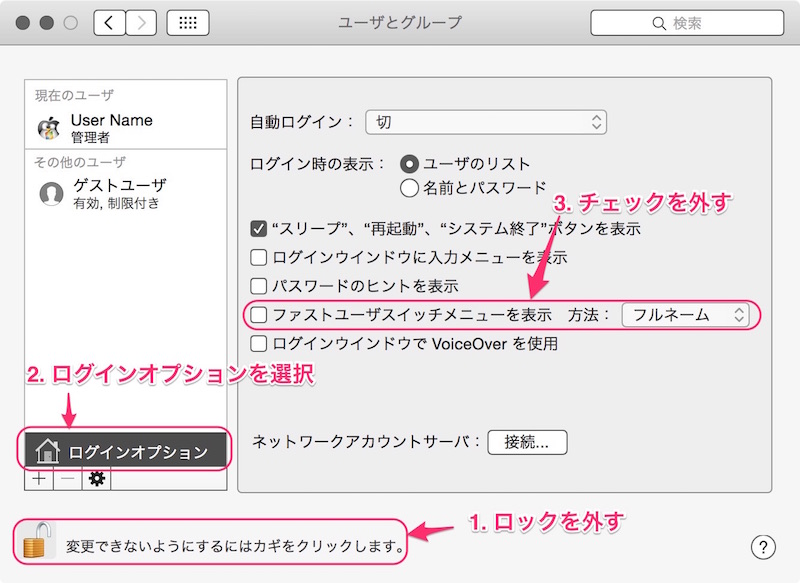 ユーザとグループ
検索
現在のユーザ
User Name
管理者
その他のユーザ
ゲストユーザ
有効, 制限付き
ログインオプション
自動ログイン： 切
ログイン時の表示： ユーザのリスト
名前とパスワード
3. チェックを外す
“スリープ”、“再起動”、“システム終了”ボタンを表示
ログインウインドウに入力メニューを表示
パスワードのヒントを表示
ファストユーザスイッチメニューを表示 方法： フルネーム
ログインウインドウで VoiceOver を使用
2. ログインオプションを選択
ネットワークアカウントサーバ： 接続...
1. ロックを外す
変更できないようにするにはカギをクリックします。
?